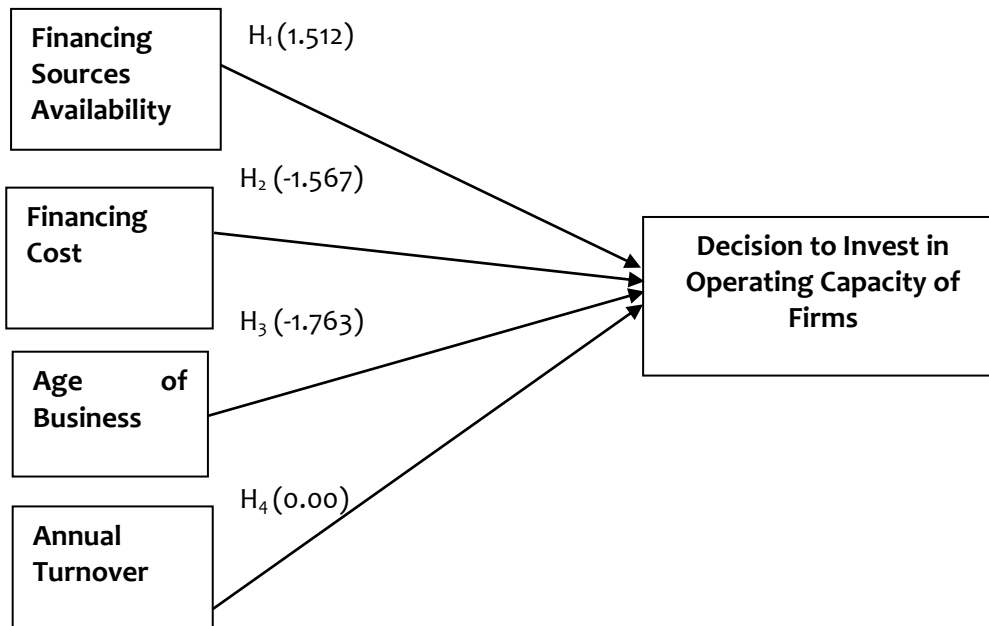 Financing
Sources
Availability
H₁ (1.512)
Financing
Cost
H₂ (-1.567)
Age of
Business
H₃ (-1.763)
Annual
Turnover
H₄ (0.00)
Decision to Invest in
Operating Capacity of
Firms